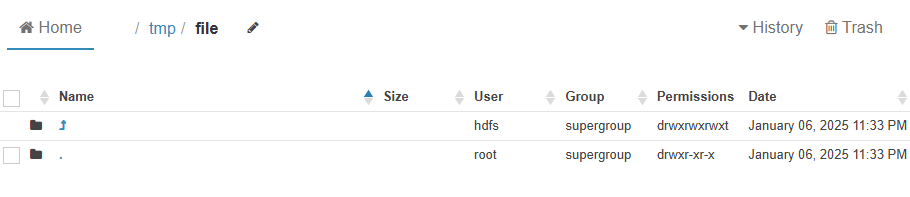 Home / tmp / file History Trash
Name Size User Group Permissions Date
hdfs supergroup drwxrwxrwxt January 06, 2025 11:33 PM
. root supergroup drwxr-xr-x January 06, 2025 11:33 PM